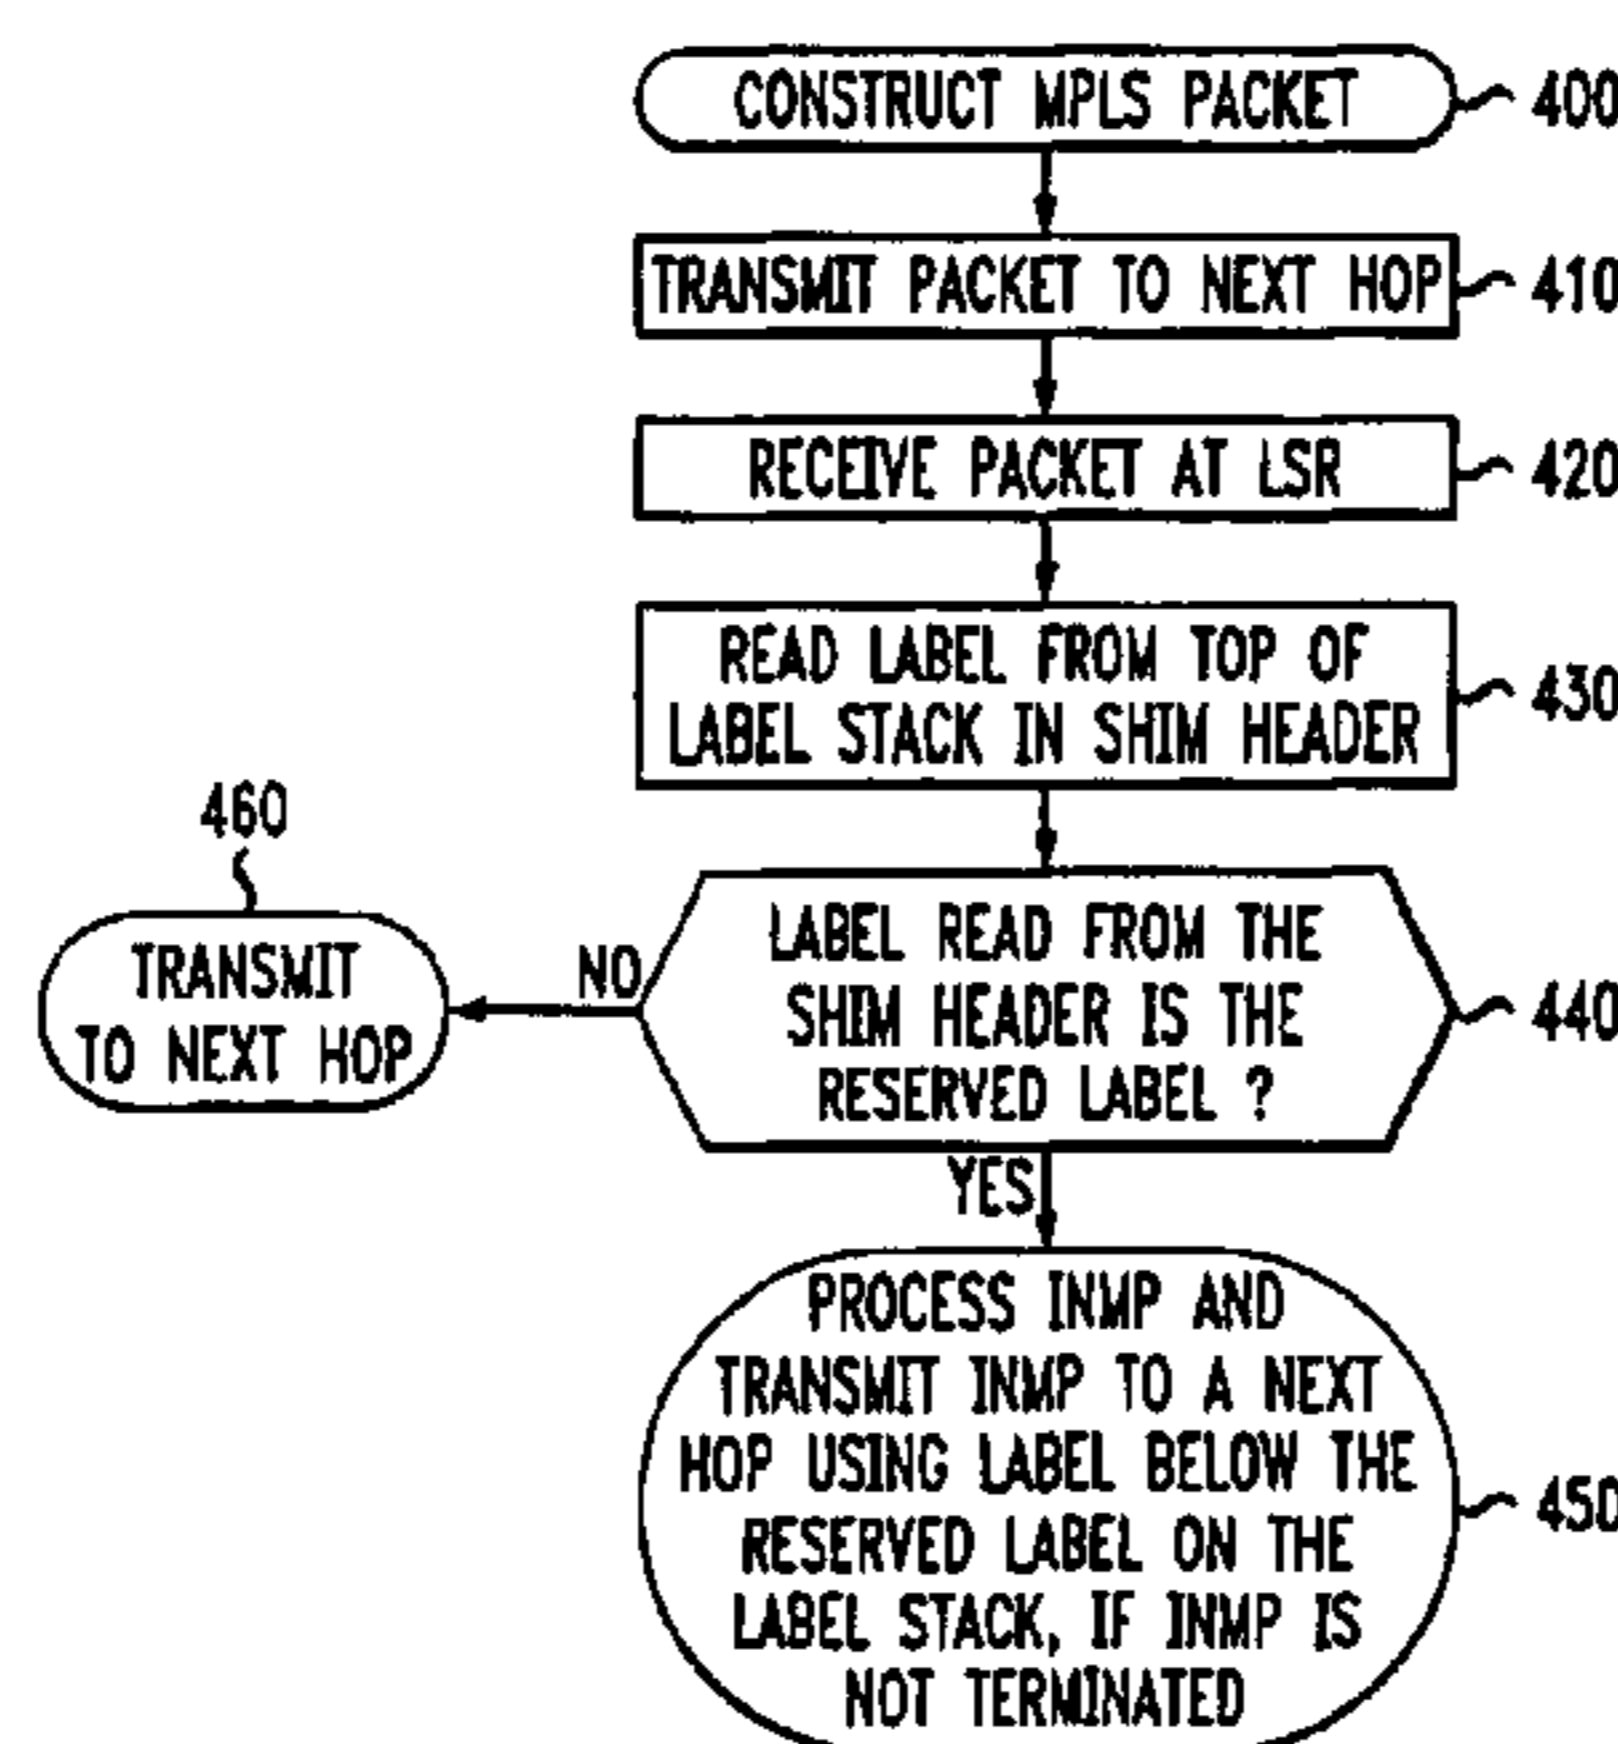 CONSTRUCT MPLS PACKET
400
TRANSMIT PACKET TO NEXT HOP
410
RECEIVE PACKET AT LSR
420
READ LABEL FROM TOP OF
LABEL STACK IN SHIM HEADER
430
460
TRANSMIT
TO NEXT HOP
NO
LABEL READ FROM THE
SHIM HEADER IS THE
RESERVED LABEL ?
440
YES
PROCESS INMP AND
TRANSMIT INMP TO A NEXT
HOP USING LABEL BELOW THE
RESERVED LABEL ON THE
LABEL STACK, IF INMP IS
NOT TERMINATED
450